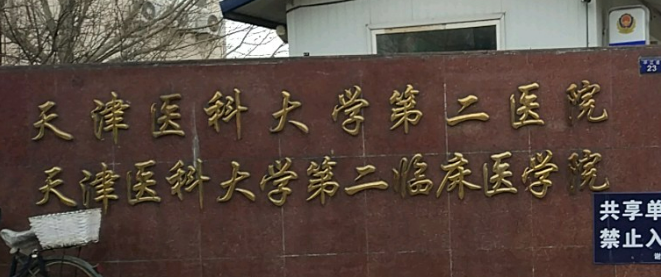 天津医科大学第二医院
天津医科大学第二临床医学院
共享单
禁止入
23